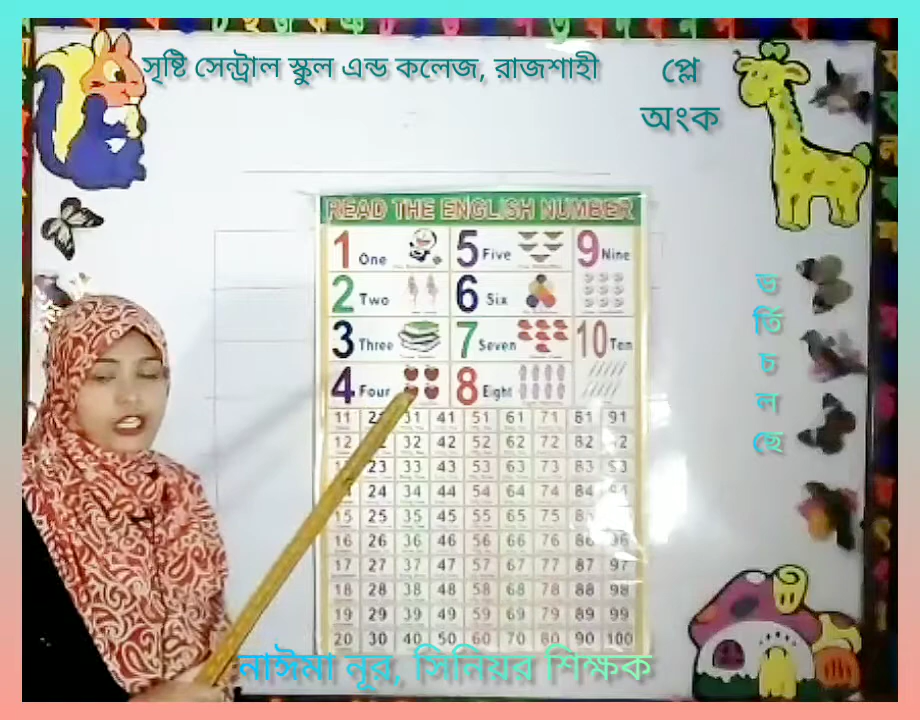 সৃষ্টি সেন্ট্রাল স্কুল এন্ড কলেজ, রাজশাহী
প্লে
অংক
READ THE ENGLISH NUMBER
1 One 5 Five 9 Nine
2 Two 6 Six
3 Three 7 Seven 10 Ten
4 Four 8 Eight
11 31 41 51 61 71 81 91
12 32 42 52 62 72 82
23 33 43 53 63 73 83
24 34 44 54 64 74 84
15 25 35 45 55 65 75
16 26 36 46 56 66 76 86 96
17 27 37 47 57 67 77 87 97
18 28 38 48 58 68 78 88 98
19 29 39 49 59 69 79 89 99
20 30 40 50 60 70 80 90 100
ভ
র্তি
চ
ল
ছে
নাঈমা নূর, সিনিয়র শিক্ষক